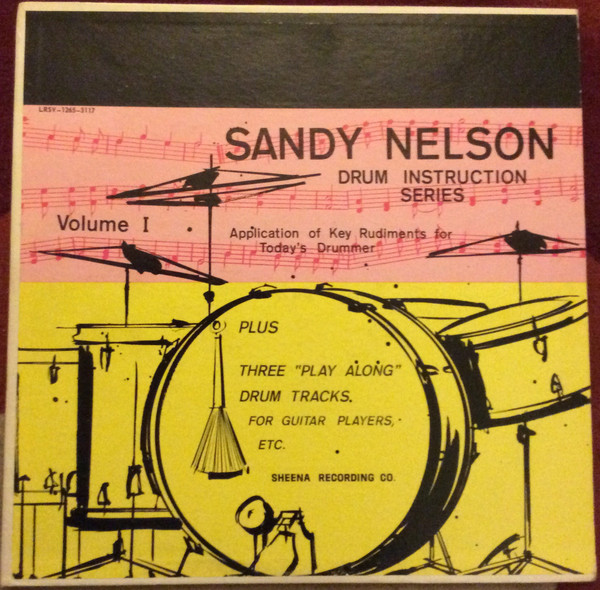 LRSY-1265-3117
SANDY NELSON
DRUM INSTRUCTION
SERIES
Volume I
Application of Key Rudiments for
Today's Drummer
PLUS
THREE "PLAY ALONG"
DRUM TRACKS.
FOR GUITAR PLAYERS,
ETC.
SHEENA RECORDING CO.